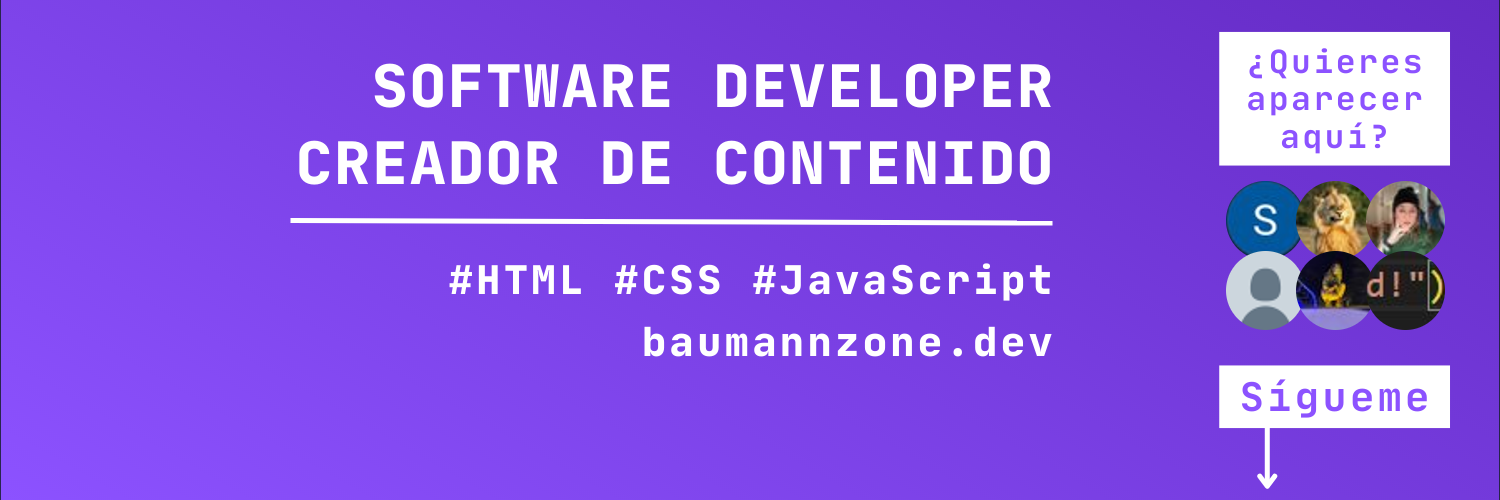 SOFTWARE DEVELOPER
CREADOR DE CONTENIDO
#HTML #CSS #JavaScript
baumannzone.dev
¿Quieres
aparecer
aquí?
S
d!")
Sígueme